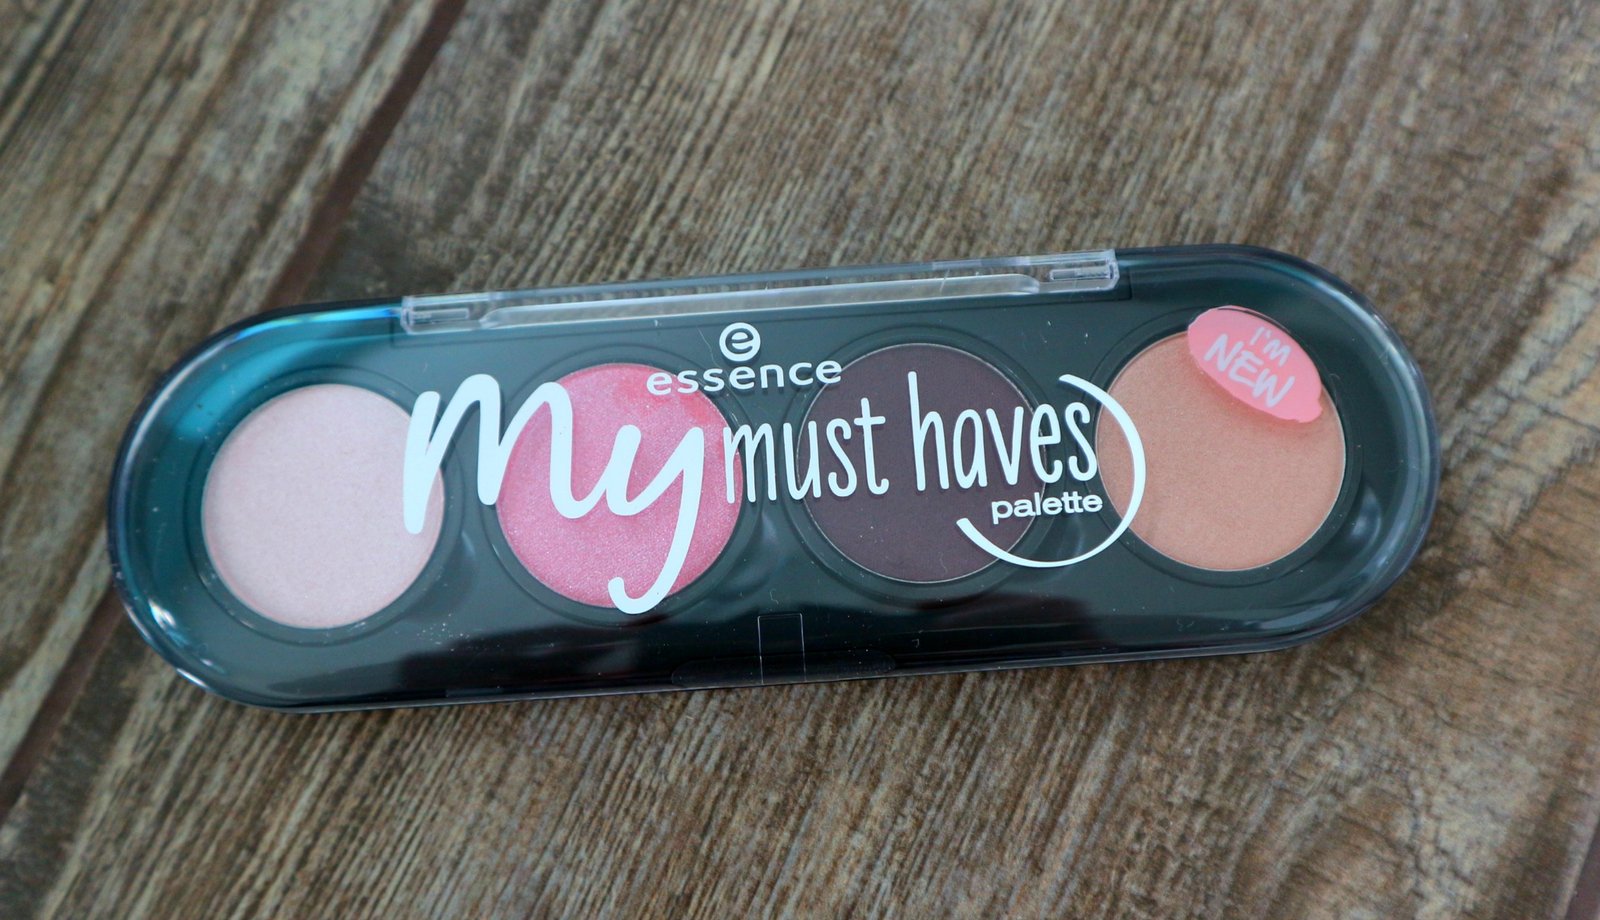 e
essence
my must haves
palette
I'M
NEW